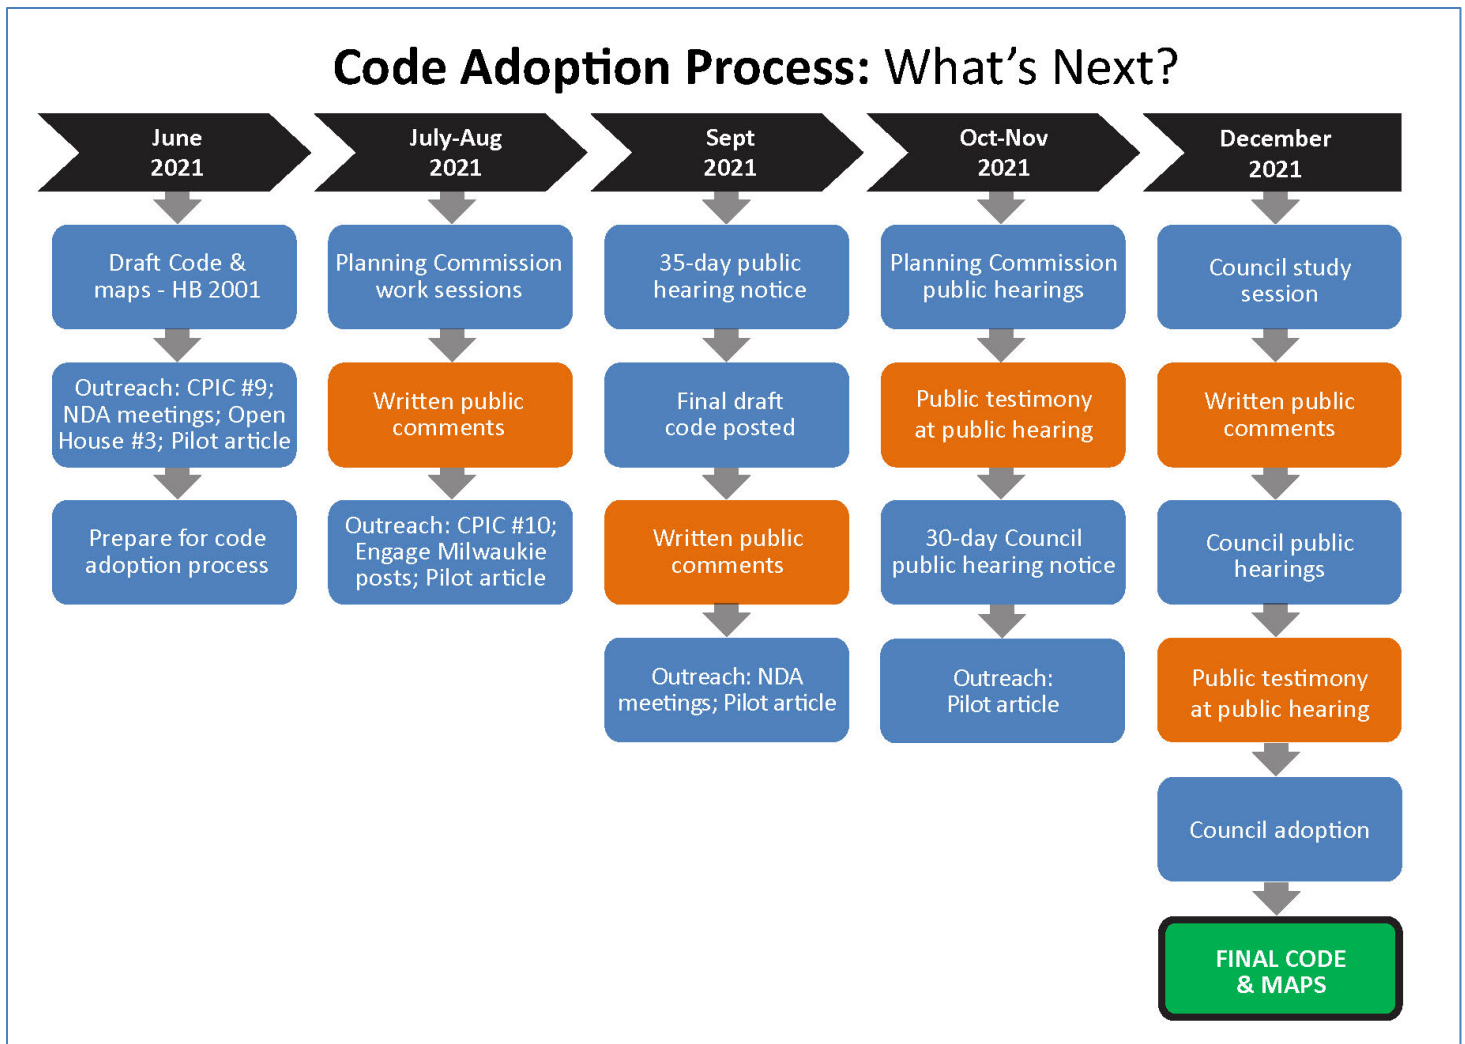 Code Adoption Process: What's Next?
June
2021
Draft Code &
maps - HB 2001
Outreach: CPIC #9;
NDA meetings; Open
House #3; Pilot article
Prepare for code
adoption process
July-Aug
2021
Planning Commission
work sessions
Written public
comments
Outreach: CPIC #10;
Engage Milwaukie
posts; Pilot article
Sept
2021
35-day public
hearing notice
Final draft
code posted
Written public
comments
Outreach: NDA
meetings; Pilot article
Oct-Nov
2021
Planning Commission
public hearings
Public testimony
at public hearing
30-day Council
public hearing notice
Outreach:
Pilot article
December
2021
Council study
session
Written public
comments
Council public
hearings
Public testimony
at public hearing
Council adoption
FINAL CODE
& MAPS